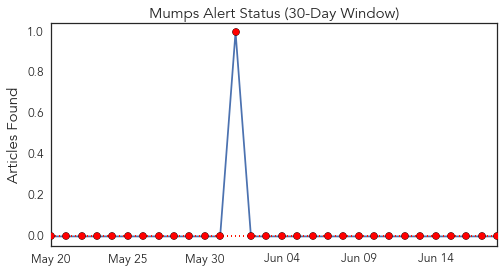 Mumps Alert Status (30-Day Window)
Articles Found
1.0
0.8
0.6
0.4
0.2
0.0
May 20
May 25
May 30
Jun 04
Jun 09
Jun 14